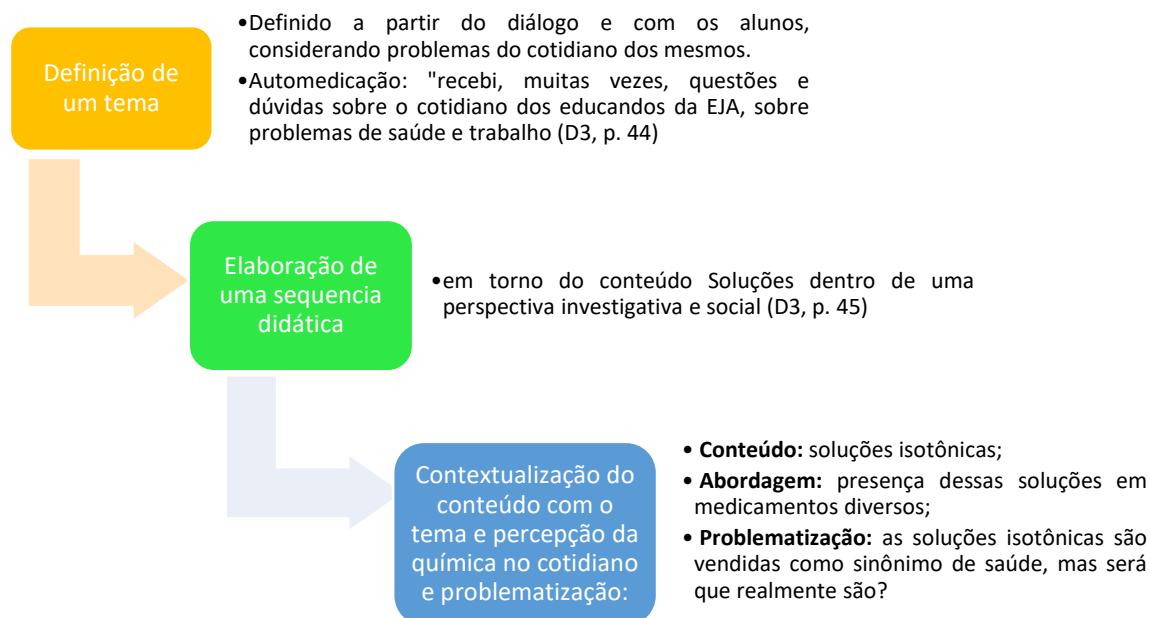 Definição de
um tema
•Definido a partir do diálogo e com os alunos,
considerando problemas do cotidiano dos mesmos.
•Automedicação: "recebi, muitas vezes, questões e
dúvidas sobre o cotidiano dos educandos da EJA, sobre
problemas de saúde e trabalho (D3, p. 44)
Elaboração de
uma sequencia
didática
•em torno do conteúdo Soluções dentro de uma
perspectiva investigativa e social (D3, p. 45)
Contextualização do
conteúdo com o
tema e percepção da
química no cotidiano
e problematização:
• Conteúdo: soluções isotônicas;
• Abordagem: presença dessas soluções em
medicamentos diversos;
• Problematização: as soluções isotônicas são
vendidas como sinônimo de saúde, mas será
que realmente são?